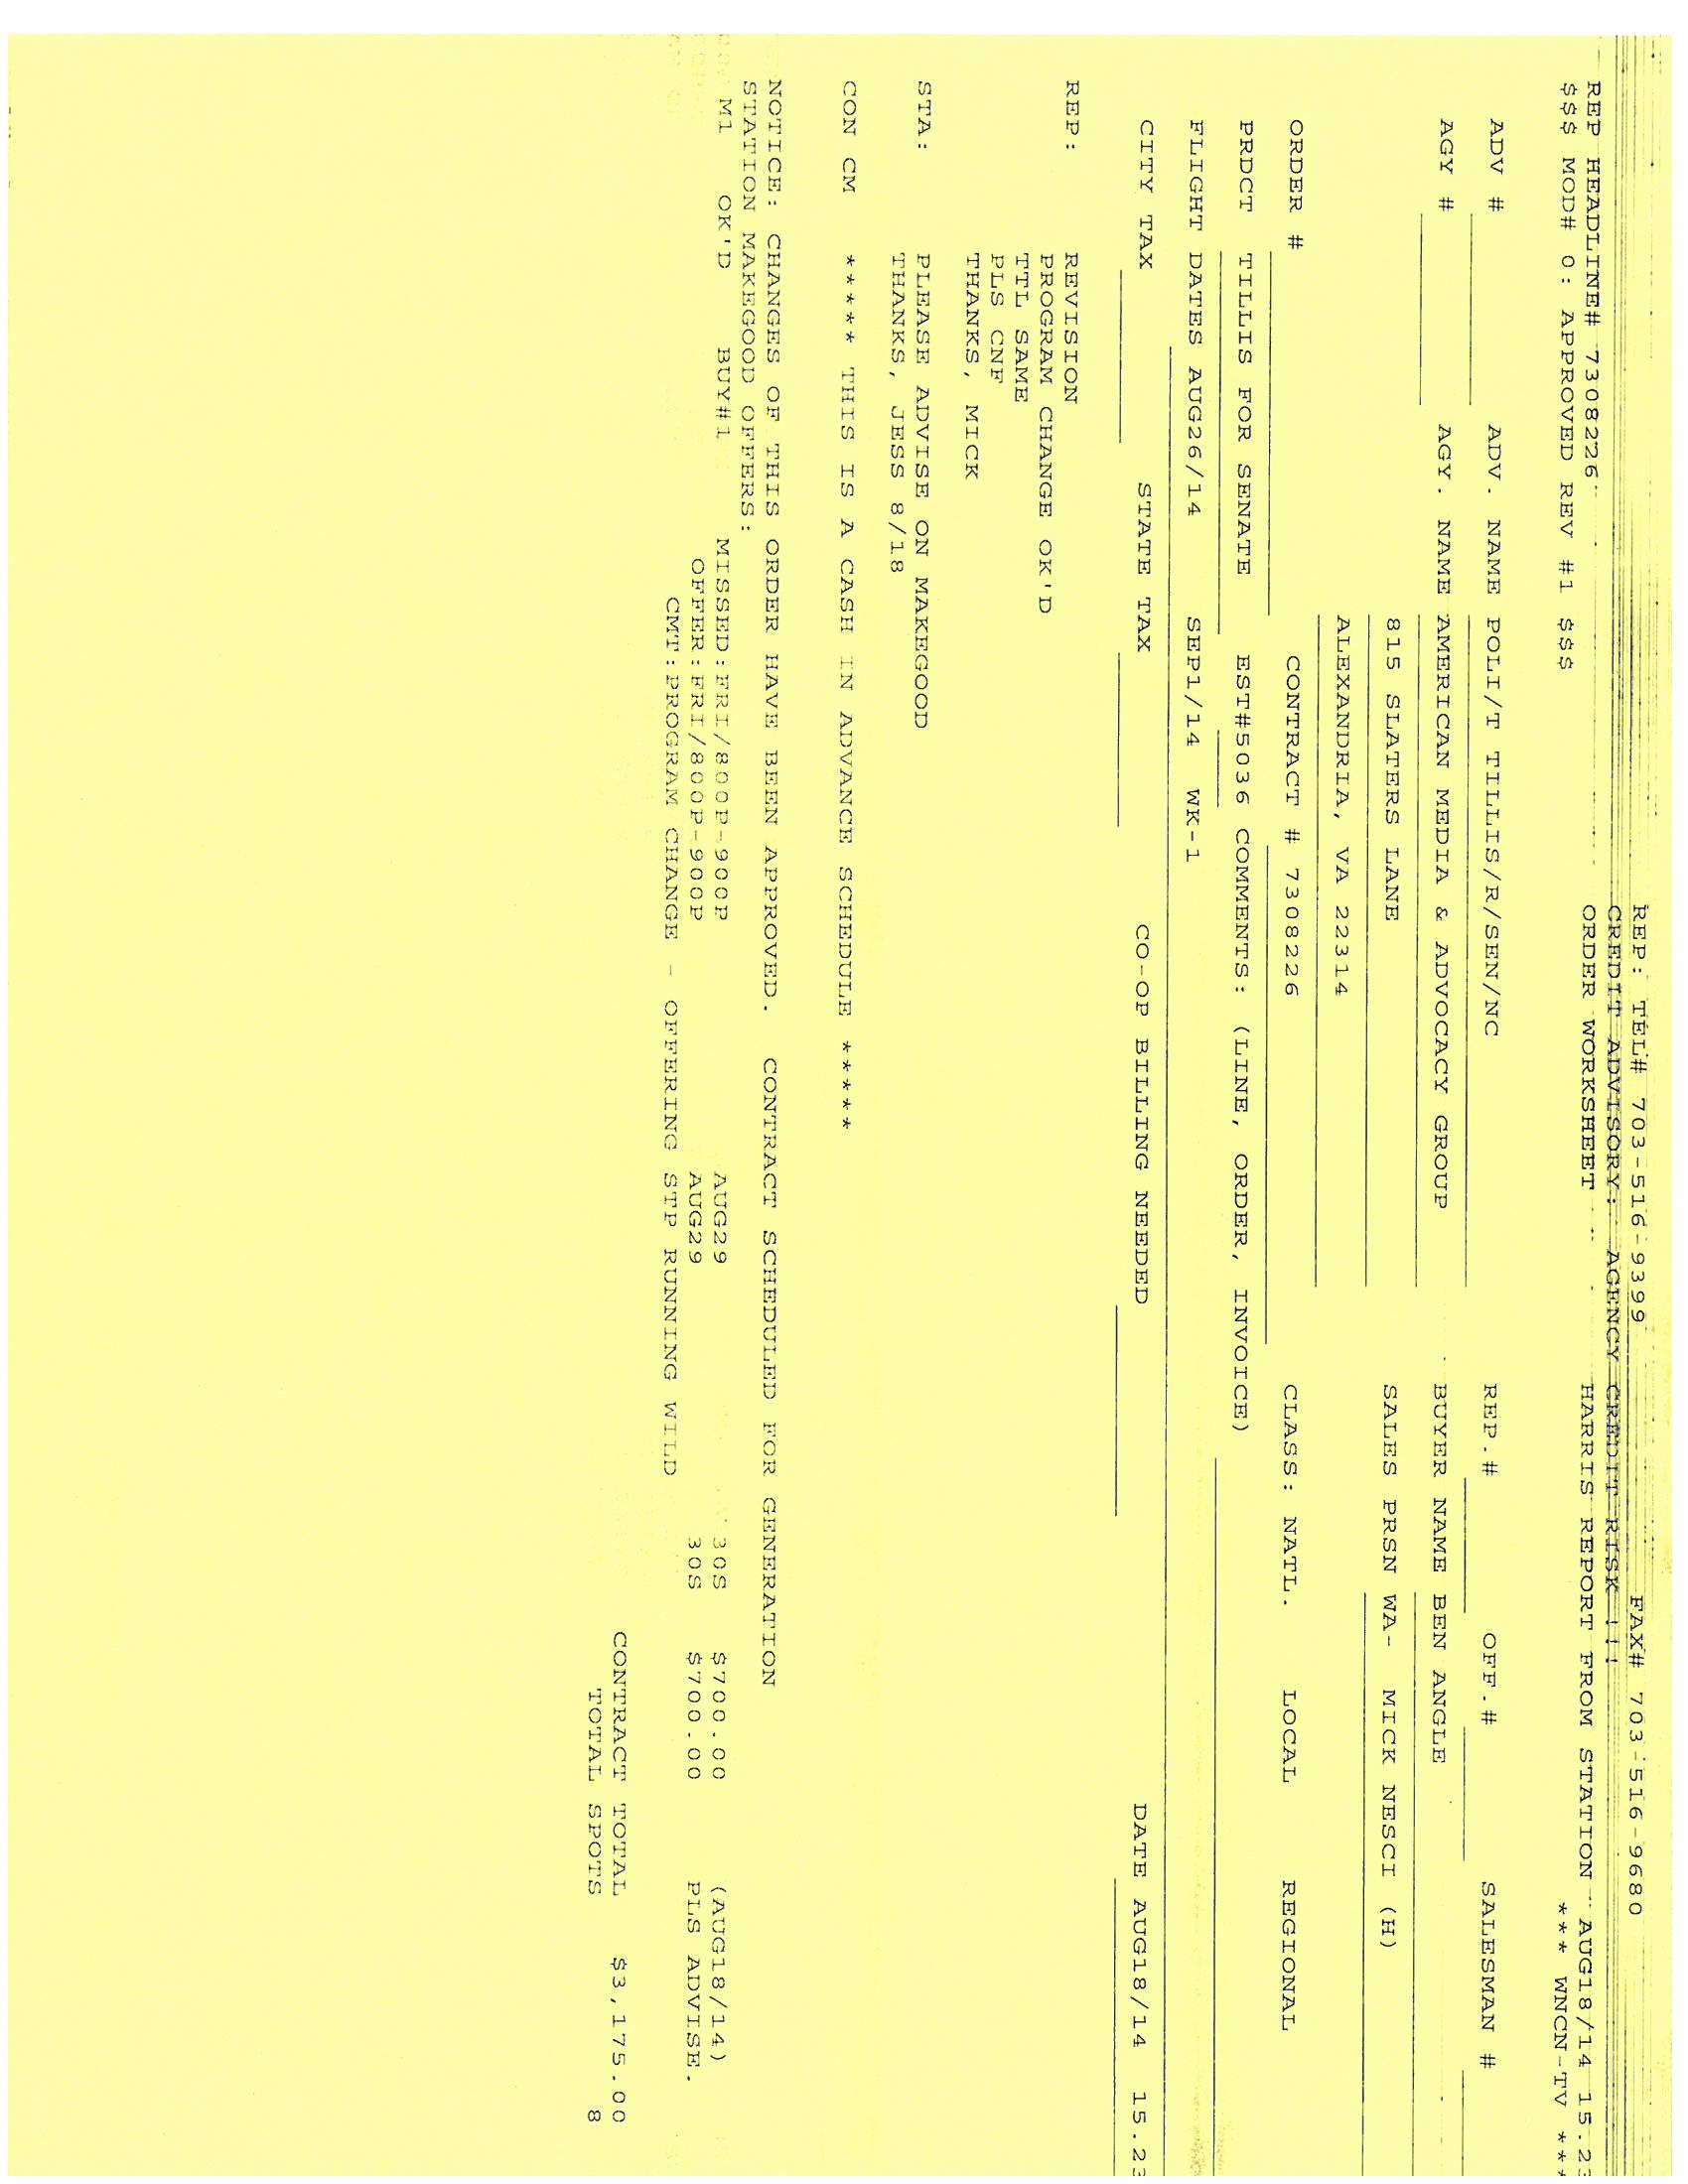 REP: TEL# 703-516-9399 FAX# 703-516-9680
CREDIT ADVISORY: AGENCY CREDIT RISK !!!
REP HEADLINE# 7308226 ORDER WORKSHEET HARRIS REPORT FROM STATION AUG18/14 15.23
$$$ MOD# 0: APPROVED REV #1 $$$ *** WNCN-TV ***
ADV # ADV. NAME POLI/T TILLIS/R/SEN/NC REP.# OFF.# SALESMAN #
AGY # AGY. NAME AMERICAN MEDIA & ADVOCACY GROUP BUYER NAME BEN ANGLE
815 SLATERS LANE SALES PRSN WA- MICK NESCI (H)
ALEXANDRIA, VA 22314
ORDER # CONTRACT # 7308226 CLASS: NATL. LOCAL REGIONAL
PRDCT TILLIS FOR SENATE EST#5036 COMMENTS: (LINE, ORDER, INVOICE)
FLIGHT DATES AUG26/14 SEP1/14 WK-1
CITY TAX STATE TAX CO-OP BILLING NEEDED DATE AUG18/14 15.23
REP: REVISION
PROGRAM CHANGE OK'D
TTL SAME
PLS CNF
THANKS, MICK
STA: PLEASE ADVISE ON MAKEGOOD
THANKS, JESS 8/18
CON CM ***** THIS IS A CASH IN ADVANCE SCHEDULE *****
NOTICE: CHANGES OF THIS ORDER HAVE BEEN APPROVED. CONTRACT SCHEDULED FOR GENERATION
STATION MAKEGOOD OFFERS:
M1 OK'D BUY#1 MISSED:FRI/800P-900P AUG29 30S $700.00 (AUG18/14)
OFFER:FRI/800P-900P AUG29 30S $700.00 PLS ADVISE.
CMT:PROGRAM CHANGE - OFFERING STP RUNNING WILD
CONTRACT TOTAL $3,175.00
TOTAL SPOTS 8